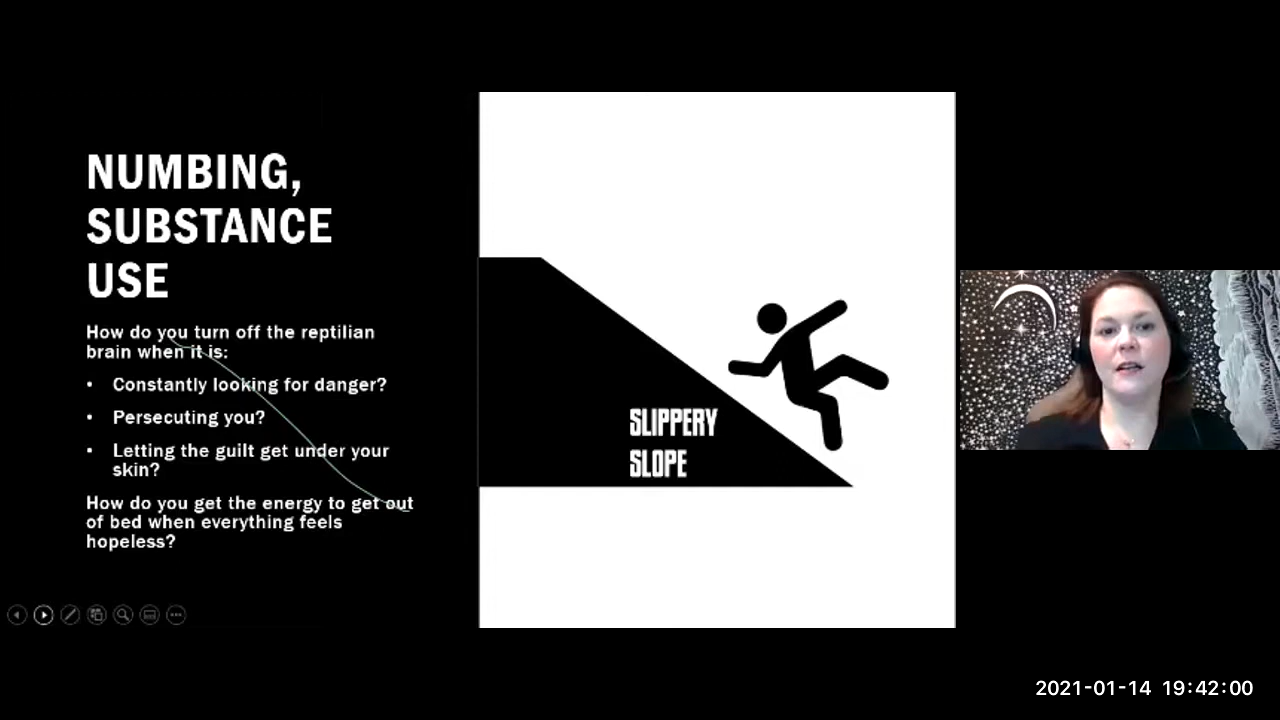 NUMBING,
SUBSTANCE
USE
How do you turn off the reptilian
brain when it is:
• Constantly looking for danger?
• Persecuting you?
• Letting the guilt get under your
skin?
How do you get the energy to get out
of bed when everything feels
hopeless?
SLIPPERY
SLOPE
2021-01-14 19:42:00